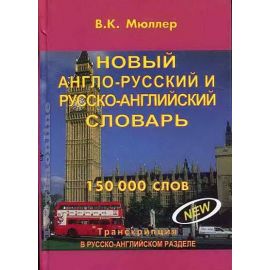 В.К. Мюллер
НОВЫЙ
АНГЛО-РУССКИЙ И
РУССКО-АНГЛИЙСКИЙ
СЛОВАРЬ
150 000 слов
NEW
Транскрипция
В РУССКО-АНГЛИЙСКОМ РАЗДЕЛЕ